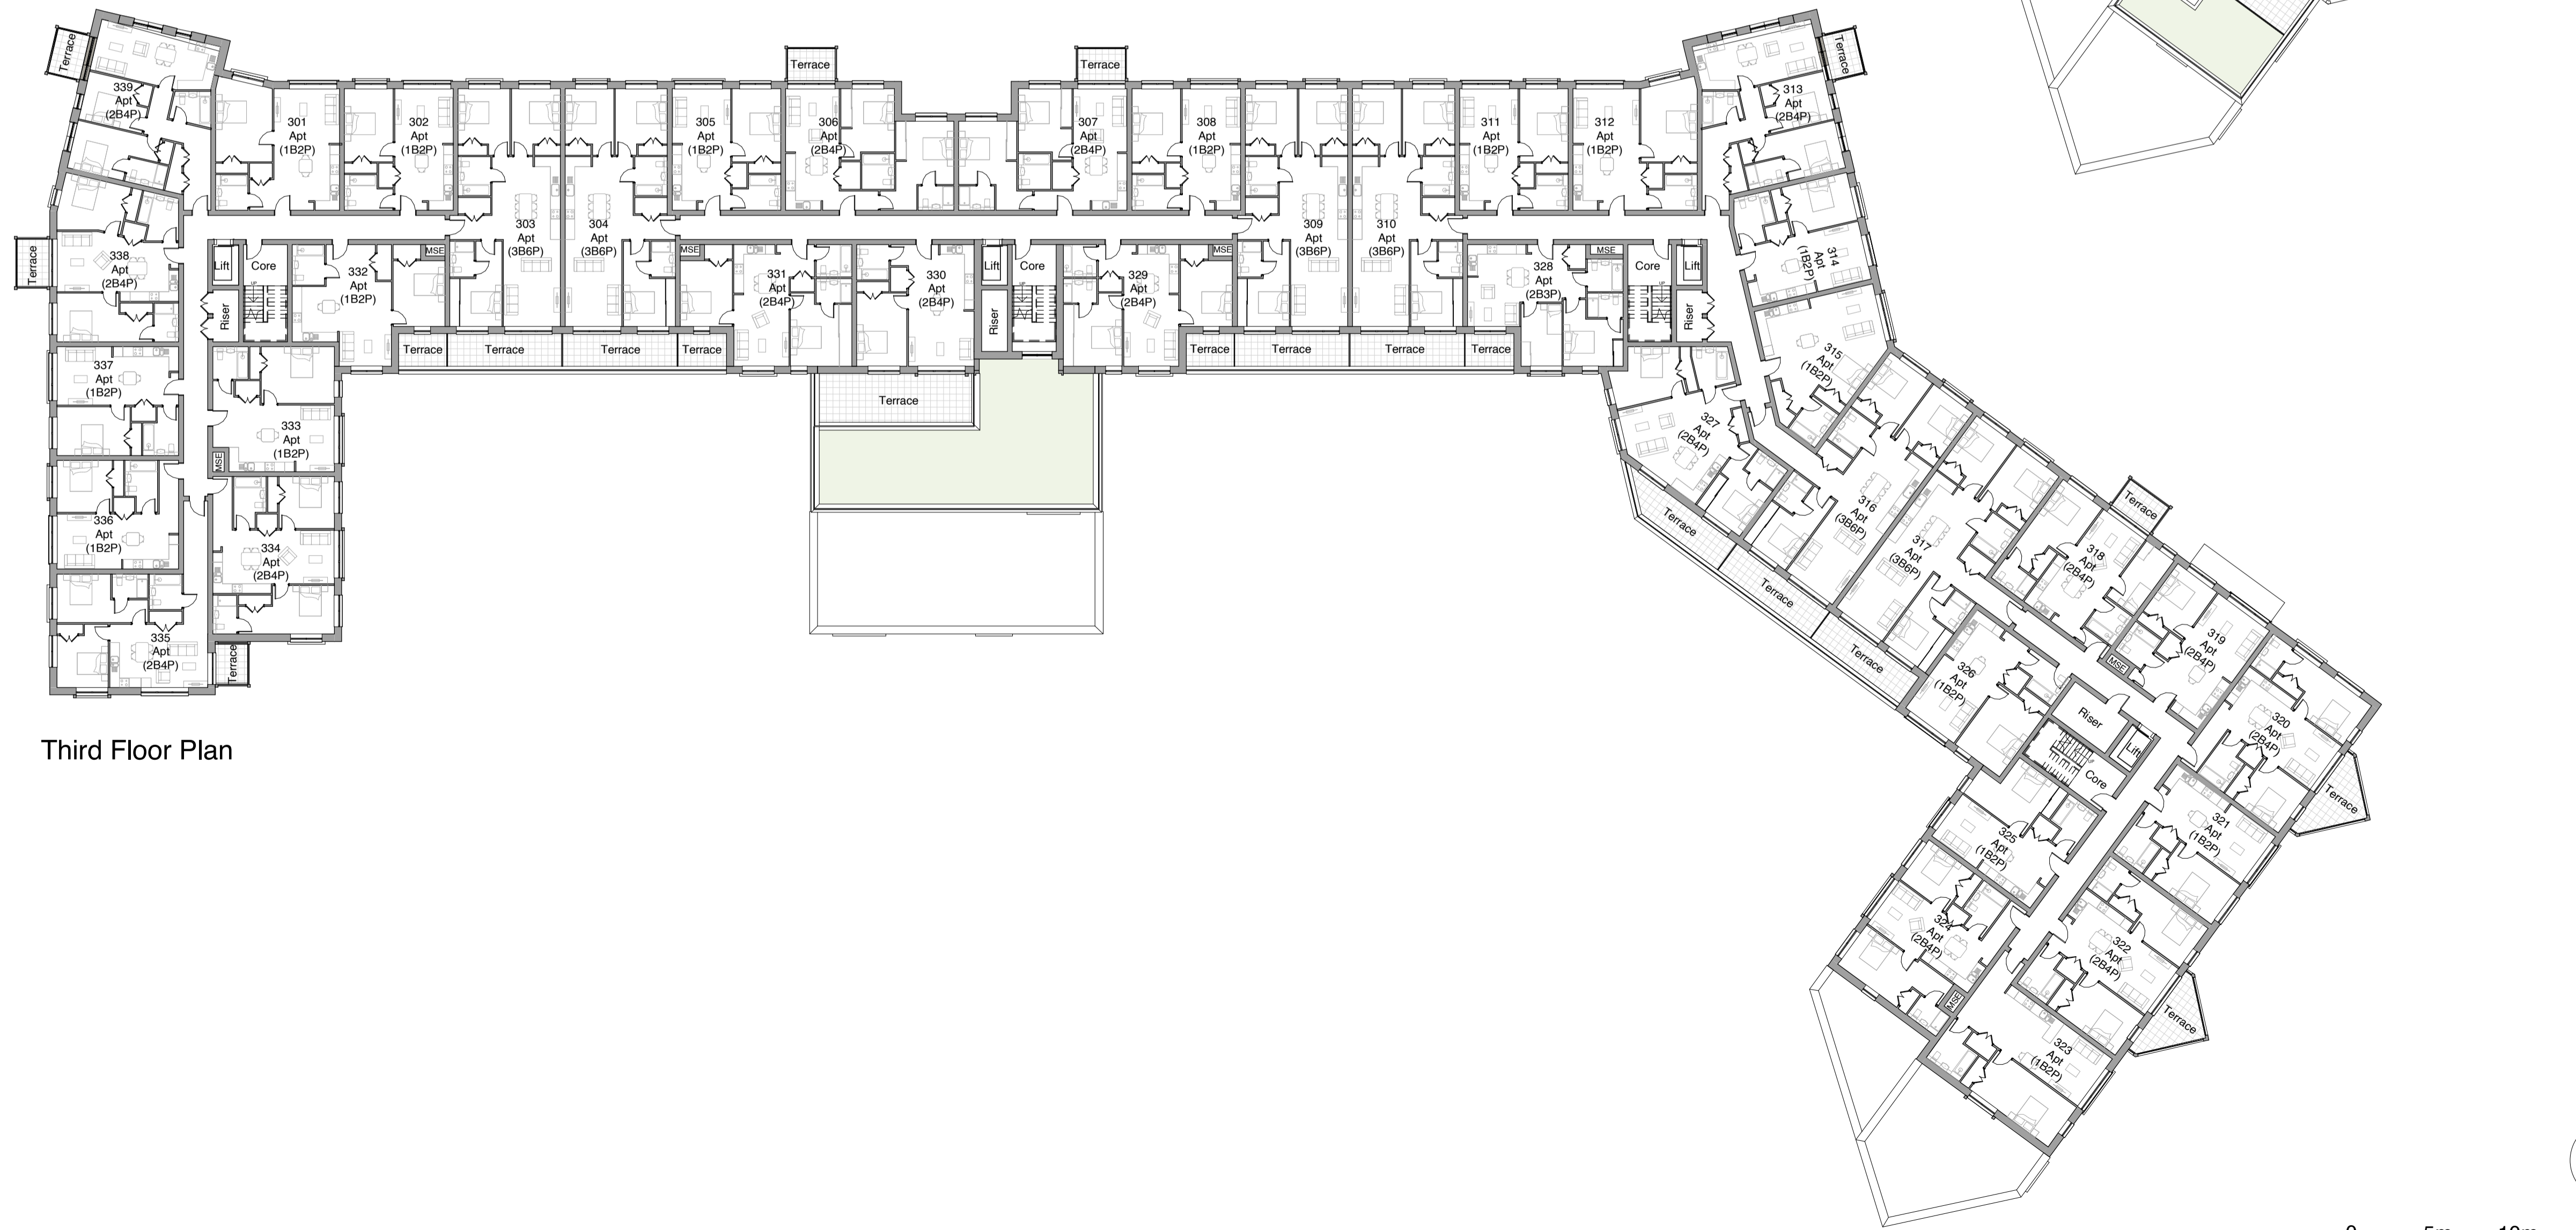 Terrace
339
Apt
(2B4P)
301
Apt
(1B2P)
302
Apt
(1B2P)
303
Apt
(3B6P)
304
Apt
(3B6P)
305
Apt
(1B2P)
Terrace
306
Apt
(2B4P)
Terrace
307
Apt
(2B4P)
308
Apt
(1B2P)
309
Apt
(3B6P)
310
Apt
(3B6P)
311
Apt
(1B2P)
312
Apt
(1B2P)
313
Apt
(2B4P)
Terrace
314
Apt
(1B2P)
315
Apt
(1B2P)
Terrace
338
Apt
(2B4P)
Lift
Core
UP
Riser
332
Apt
(1B2P)
MSE
Terrace
Terrace
Terrace
Terrace
MSE
331
Apt
(2B4P)
330
Apt
(2B4P)
Terrace
Lift
Core
UP
Riser
329
Apt
(2B4P)
MSE
Terrace
Terrace
Terrace
Terrace
328
Apt
(2B3P)
MSE
Core
UP
Lift
Riser
327
Apt
(2B4P)
Terrace
Terrace
Terrace
316
Apt
(3B6P)
317
Apt
(3B6P)
318
Apt
(2B4P)
Terrace
319
Apt
(2B4P)
MSE
320
Apt
(2B4P)
Terrace
326
Apt
(1B2P)
Riser
Lift
UP
Core
321
Apt
(1B2P)
325
Apt
(1B2P)
324
Apt
(2B4P)
MSE
322
Apt
(2B4P)
Terrace
323
Apt
(1B2P)
337
Apt
(1B2P)
333
Apt
(1B2P)
MSE
336
Apt
(1B2P)
334
Apt
(2B4P)
335
Apt
(2B4P)
Terrace
Third Floor Plan